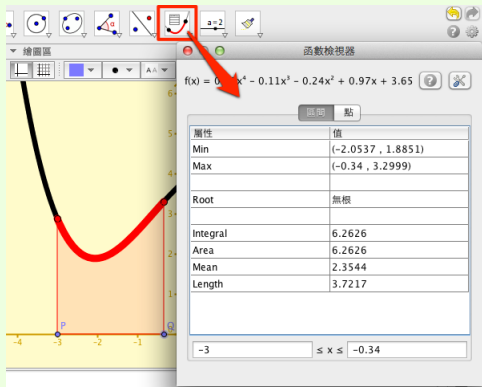 a=2
繪圖區
函數檢視器
x⁴ − 0.11x³ − 0.24x² + 0.97x + 3.65
區間 點
屬性 值
Min (-2.0537 , 1.8851)
Max (-0.34 , 3.2999)
Root 無根
Integral 6.2626
Area 6.2626
Mean 2.3544
Length 3.7217
-3 ≤ x ≤ -0.34
6
5
4
3
2
1
P Q
-4 -3 -2 -1